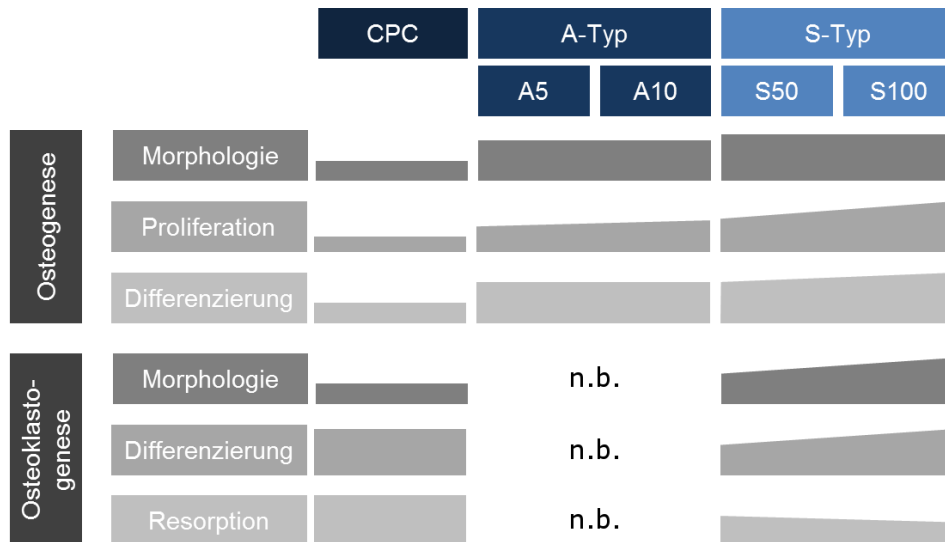 CPC
A-Typ
S-Typ
A5
A10
S50
S100
Osteogenese
Morphologie
Proliferation
Differenzierung
Osteoklasto-
genese
Morphologie
n.b.
Differenzierung
n.b.
Resorption
n.b.